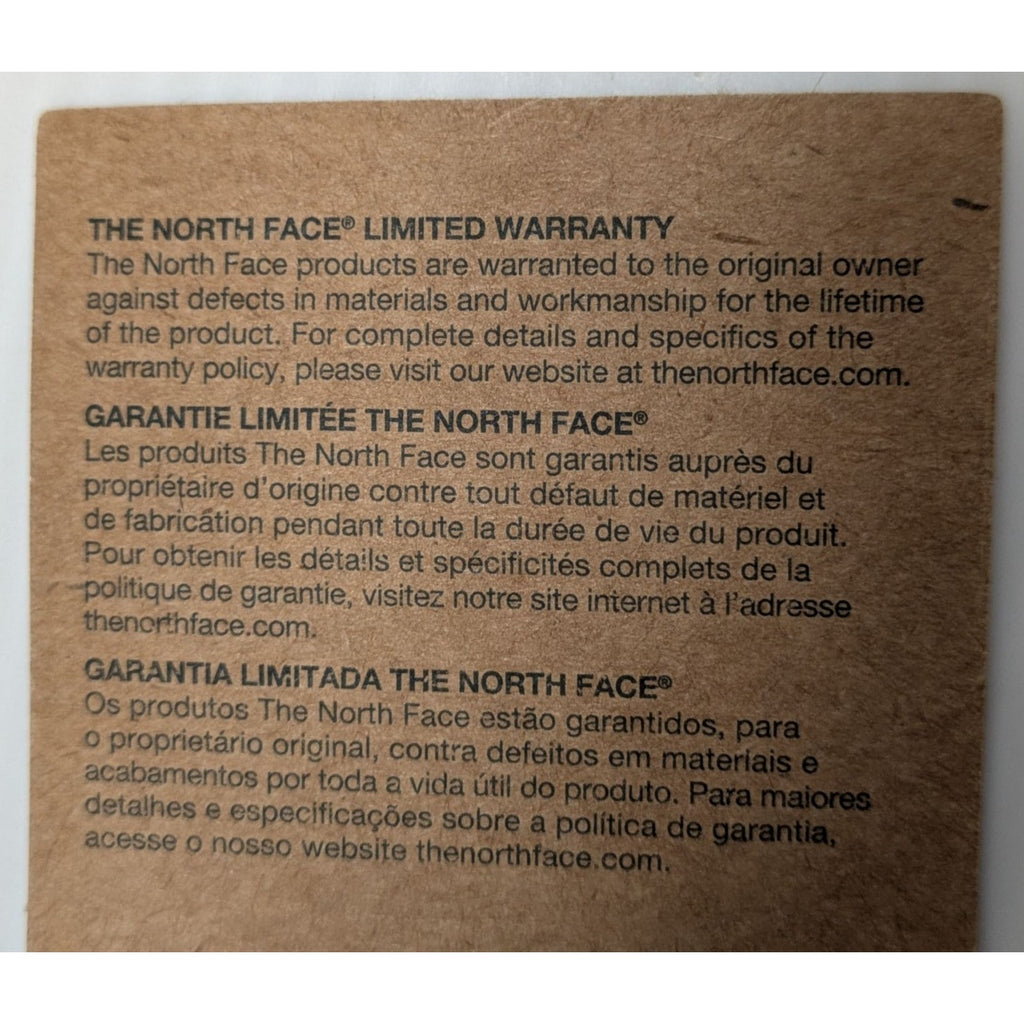 THE NORTH FACE® LIMITED WARRANTY
The North Face products are warranted to the original owner
against defects in materials and workmanship for the lifetime
of the product. For complete details and specifics of the
warranty policy, please visit our website at thenorthface.com.
GARANTIE LIMITÉE THE NORTH FACE®
Les produits The North Face sont garantis auprès du
propriétaire d'origine contre tout défaut de matériel et
de fabrication pendant toute la durée de vie du produit.
Pour obtenir les détails et spécificités complets de la
politique de garantie, visitez notre site internet à l'adresse
thenorthface.com.
GARANTIA LIMITADA THE NORTH FACE®
Os produtos The North Face estão garantidos, para
o proprietário original, contra defeitos em materiais e
acabamentos por toda a vida útil do produto. Para maiores
detalhes e especificações sobre a política de garantia,
acesse o nosso website thenorthface.com.